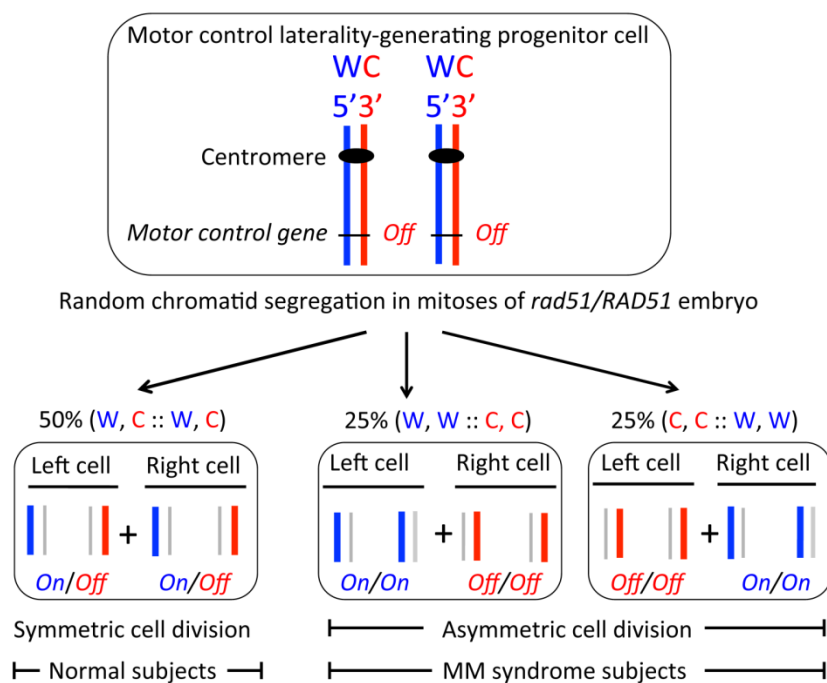 Motor control laterality-generating progenitor cell
WC WC
5’3’ 5’3’
Centromere
Motor control gene Off Off
Random chromatid segregation in mitoses of rad51/RAD51 embryo
50% (W, C :: W, C) 25% (W, W :: C, C) 25% (C, C :: W, W)
Left cell Right cell Left cell Right cell Left cell Right cell
+ + +
On/Off On/Off On/On Off/Off Off/Off On/On
Symmetric cell division Asymmetric cell division
Normal subjects MM syndrome subjects